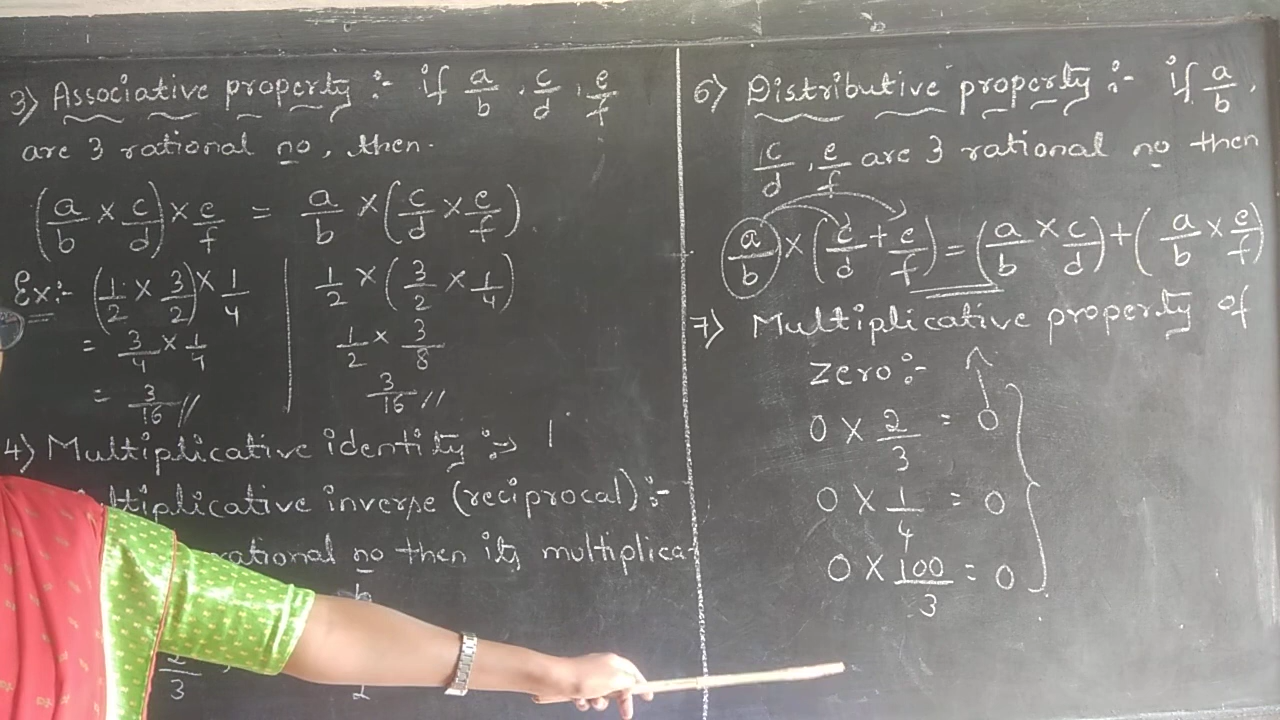 3) Associative property :- if a/b, c/d, e/f
are 3 rational no, then.
(a/b × c/d) × e/f = a/b × (c/d × e/f).
Ex:- (1/2 × 3/2) × 1/4 | 1/2 × (3/2 × 1/4)
= 3/4 × 1/4 | 1/2 × 3/8
= 3/16 // | 3/16 //
4) Multiplicative identity :-> 1
inverse (reciprocal) :-
no then its multiplica-
2/3
6) Distributive property :- if a/b,
c/d, e/f are 3 rational no then
a/b × (c/d + e/f) = (a/b × c/d) + (a/b × e/f)
7) Multiplicative property of
zero :-
0 × 2/3 = 0
0 × 1/4 = 0
0 × 100/3 = 0